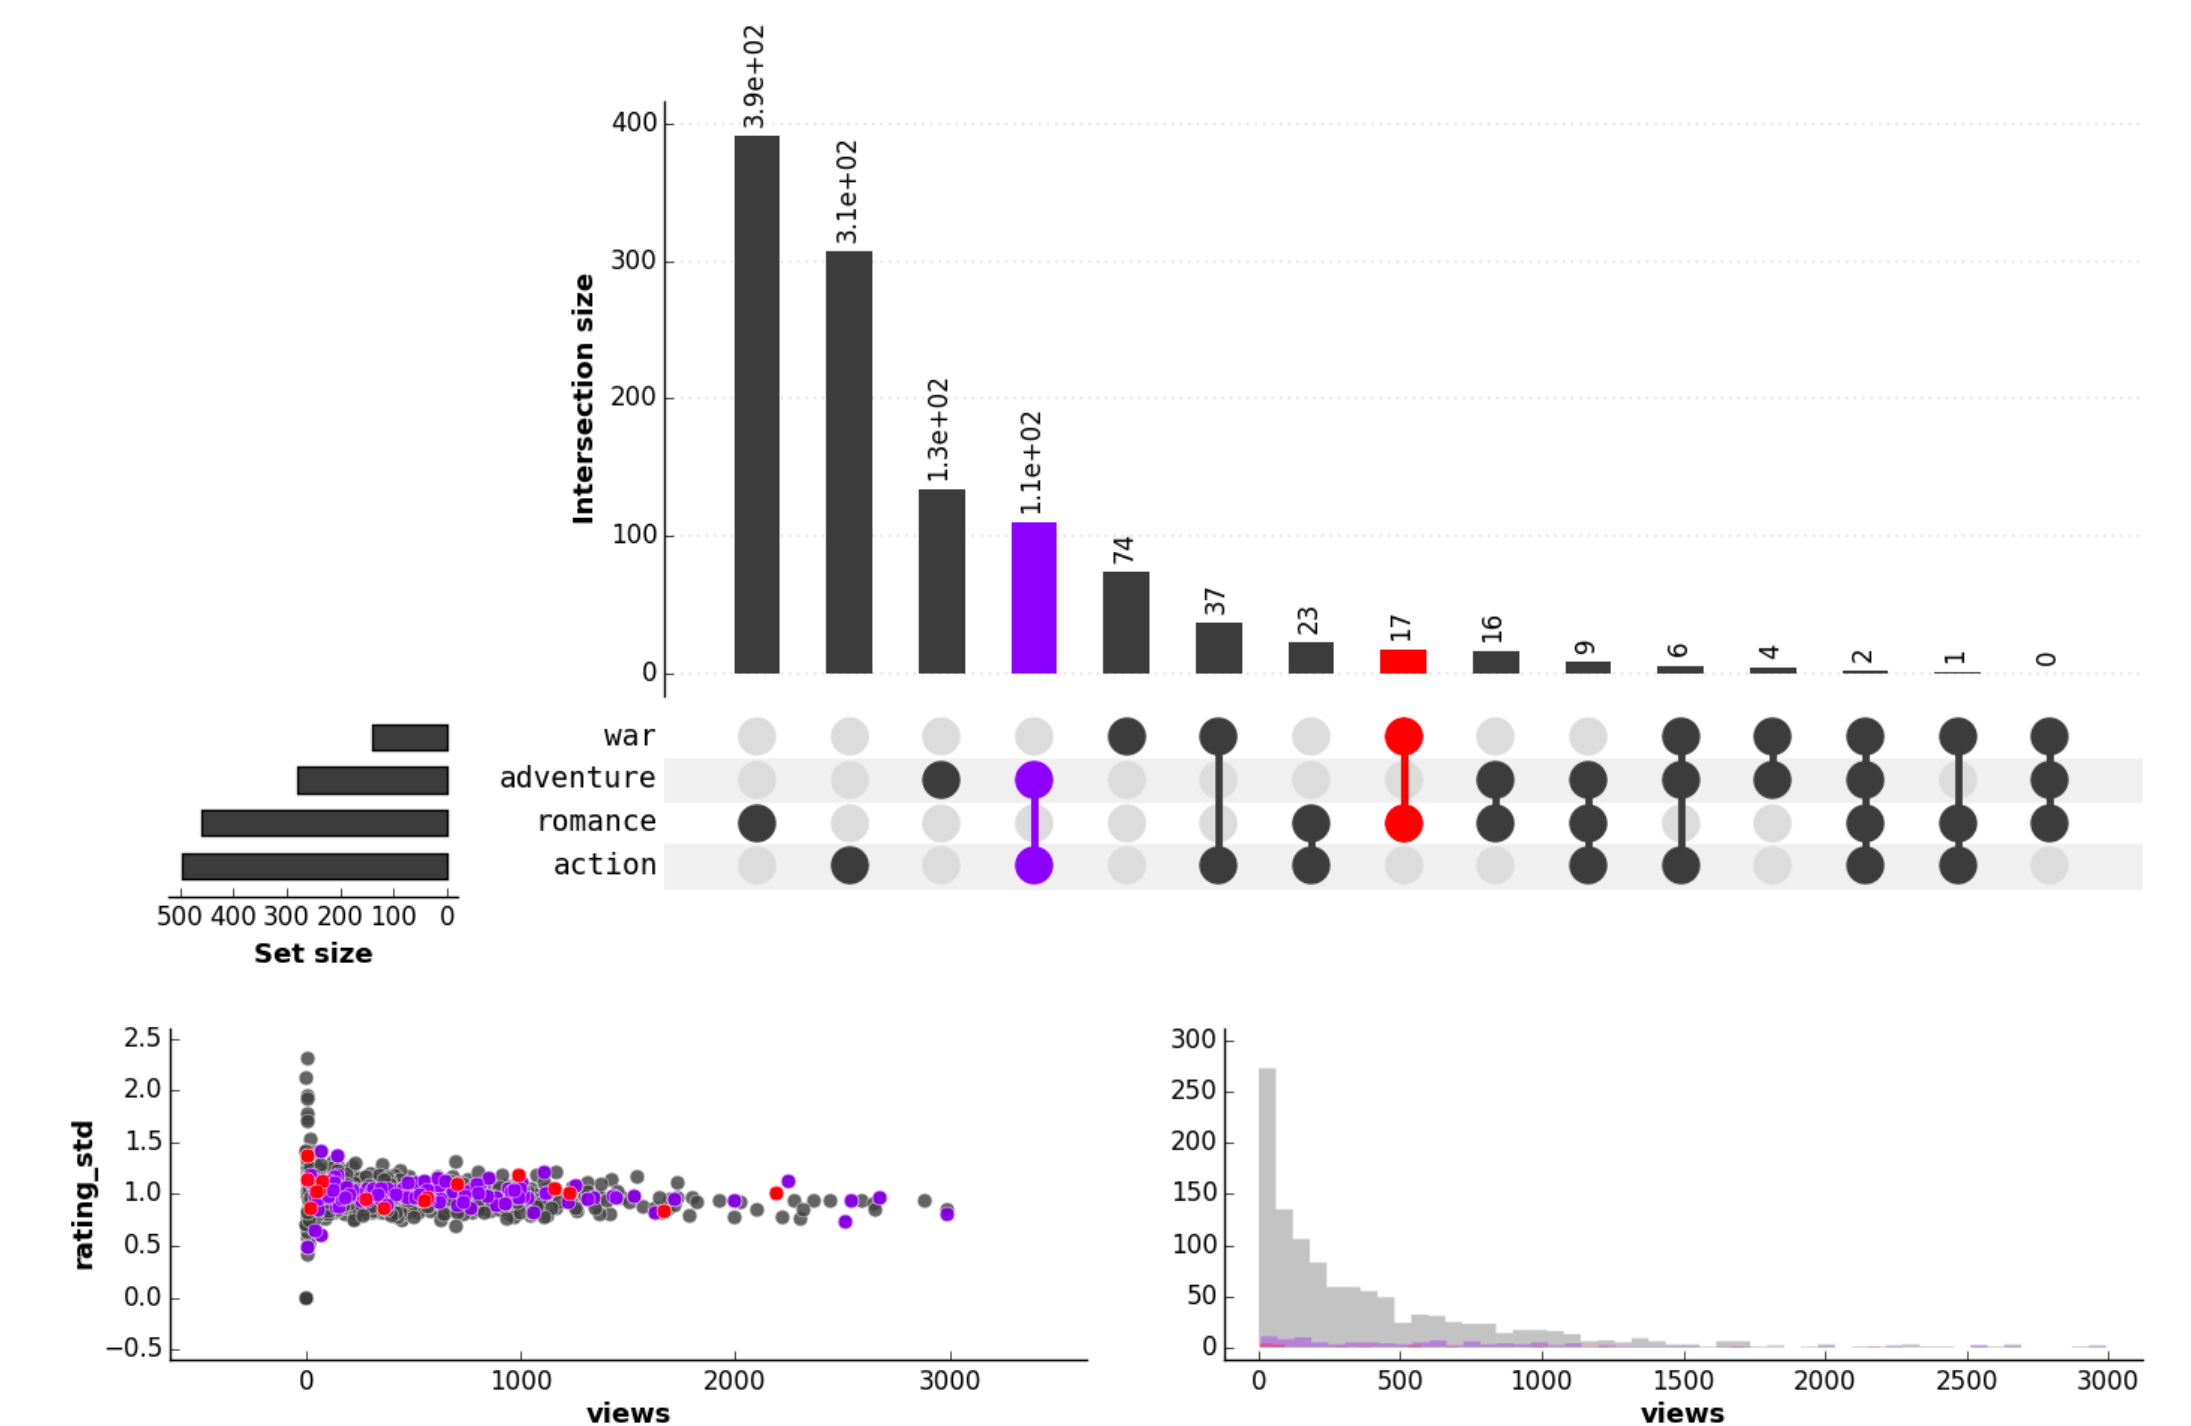 3.9e+02
3.1e+02
1.3e+02
1.1e+02
74
37
23
17
16
9
6
4
2
1
0
Intersection size
400
300
200
100
0
war
adventure
romance
action
500 400 300 200 100 0
Set size
rating_std
2.5
2.0
1.5
1.0
0.5
0.0
−0.5
0 1000 2000 3000
views
300
250
200
150
100
50
0
0 500 1000 1500 2000 2500 3000
views